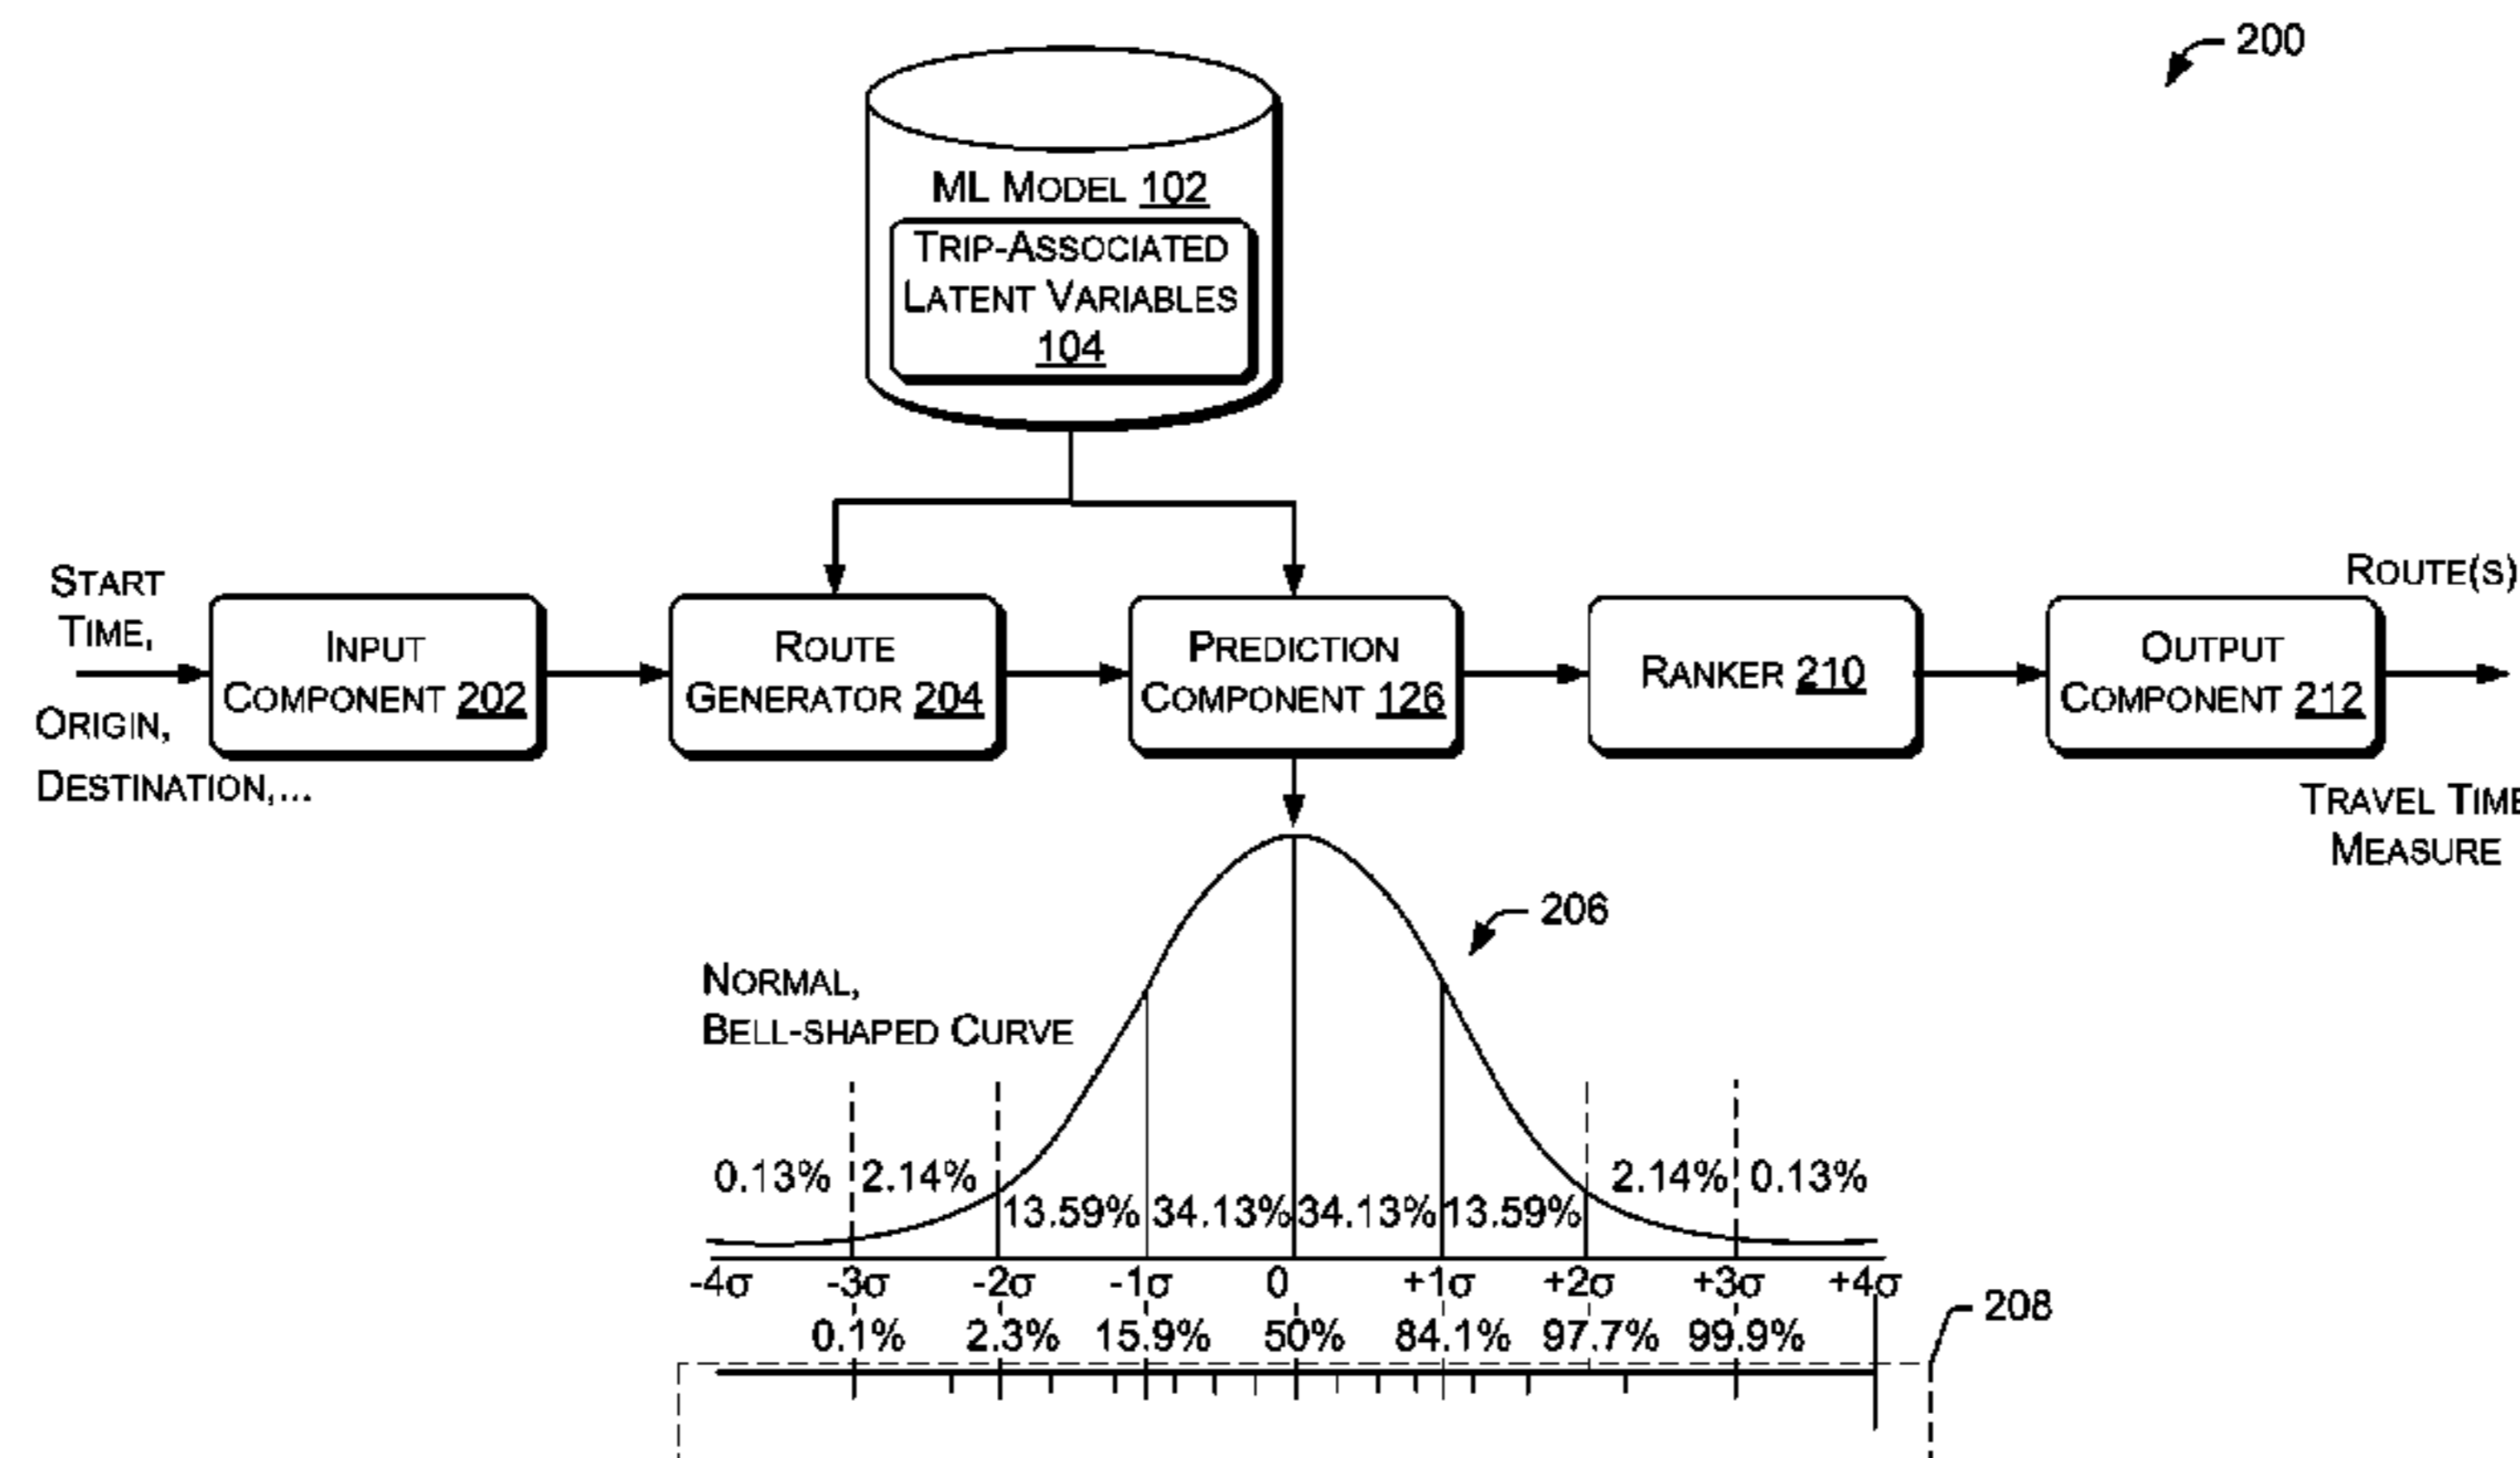 200
ML MODEL 102
TRIP-ASSOCIATED
LATENT VARIABLES
104
START
TIME,
ORIGIN,
DESTINATION,...
INPUT
COMPONENT 202
ROUTE
GENERATOR 204
PREDICTION
COMPONENT 126
RANKER 210
OUTPUT
COMPONENT 212
ROUTE(S)
TRAVEL TIME
MEASURE
206
NORMAL,
BELL-SHAPED CURVE
0.13% 2.14% 13.59% 34.13% 34.13% 13.59% 2.14% 0.13%
-4σ -3σ -2σ -1σ 0 +1σ +2σ +3σ +4σ
0.1% 2.3% 15.9% 50% 84.1% 97.7% 99.9%
208